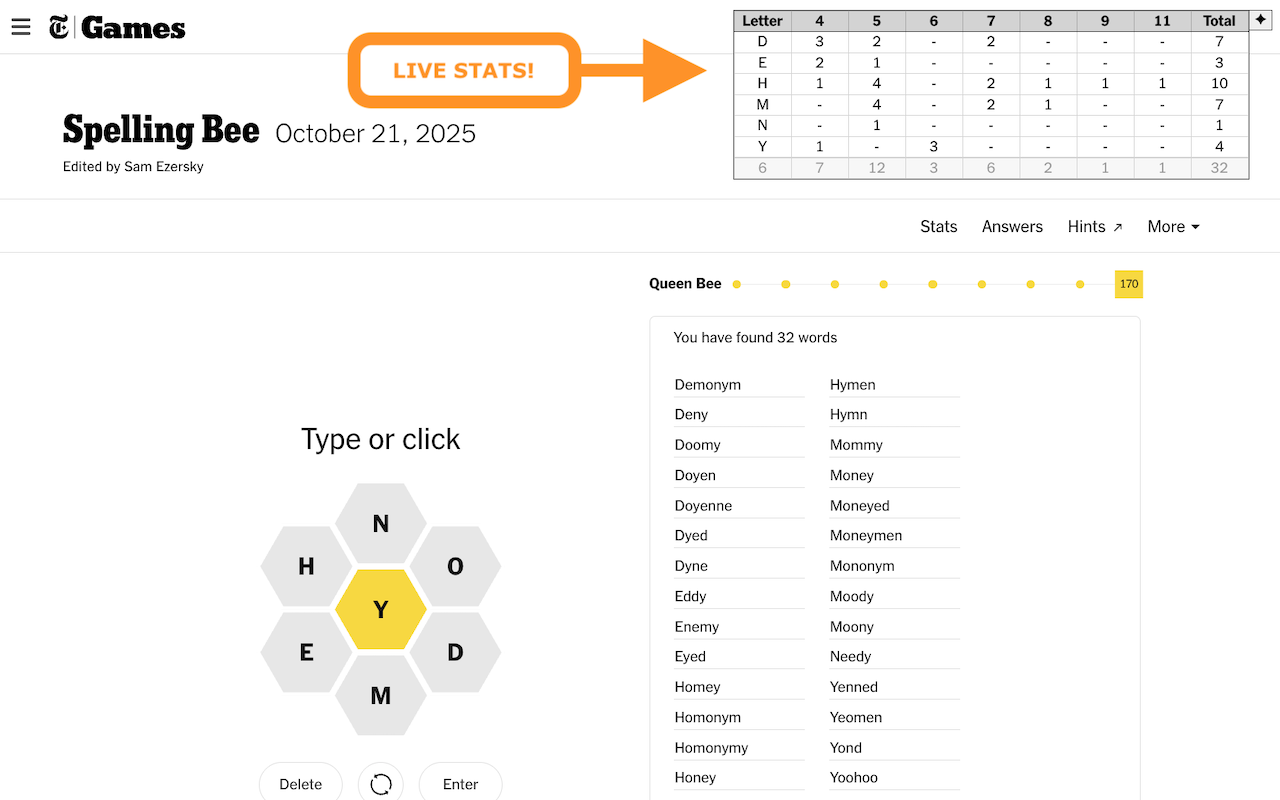 T Games
LIVE STATS!
Letter 4 5 6 7 8 9 11 Total
D 3 2 - 2 - - - 7
E 2 1 - - - - - 3
H 1 4 - 2 1 1 1 10
M - 4 - 2 1 - - 7
N - 1 - - - - - 1
Y 1 - 3 - - - - 4
6 7 12 3 6 2 1 1 32
Spelling Bee October 21, 2025
Edited by Sam Ezersky
Stats Answers Hints More
Queen Bee 170
You have found 32 words
Demonym Hymen
Deny Hymn
Doomy Mommy
Doyen Money
Doyenne Moneyed
Dyed Moneymen
Dyne Mononym
Eddy Moody
Enemy Moony
Eyed Needy
Homey Yenned
Homonym Yeomen
Homonymy Yond
Honey Yoohoo
Type or click
N
H O
Y
E D
M
Delete Enter